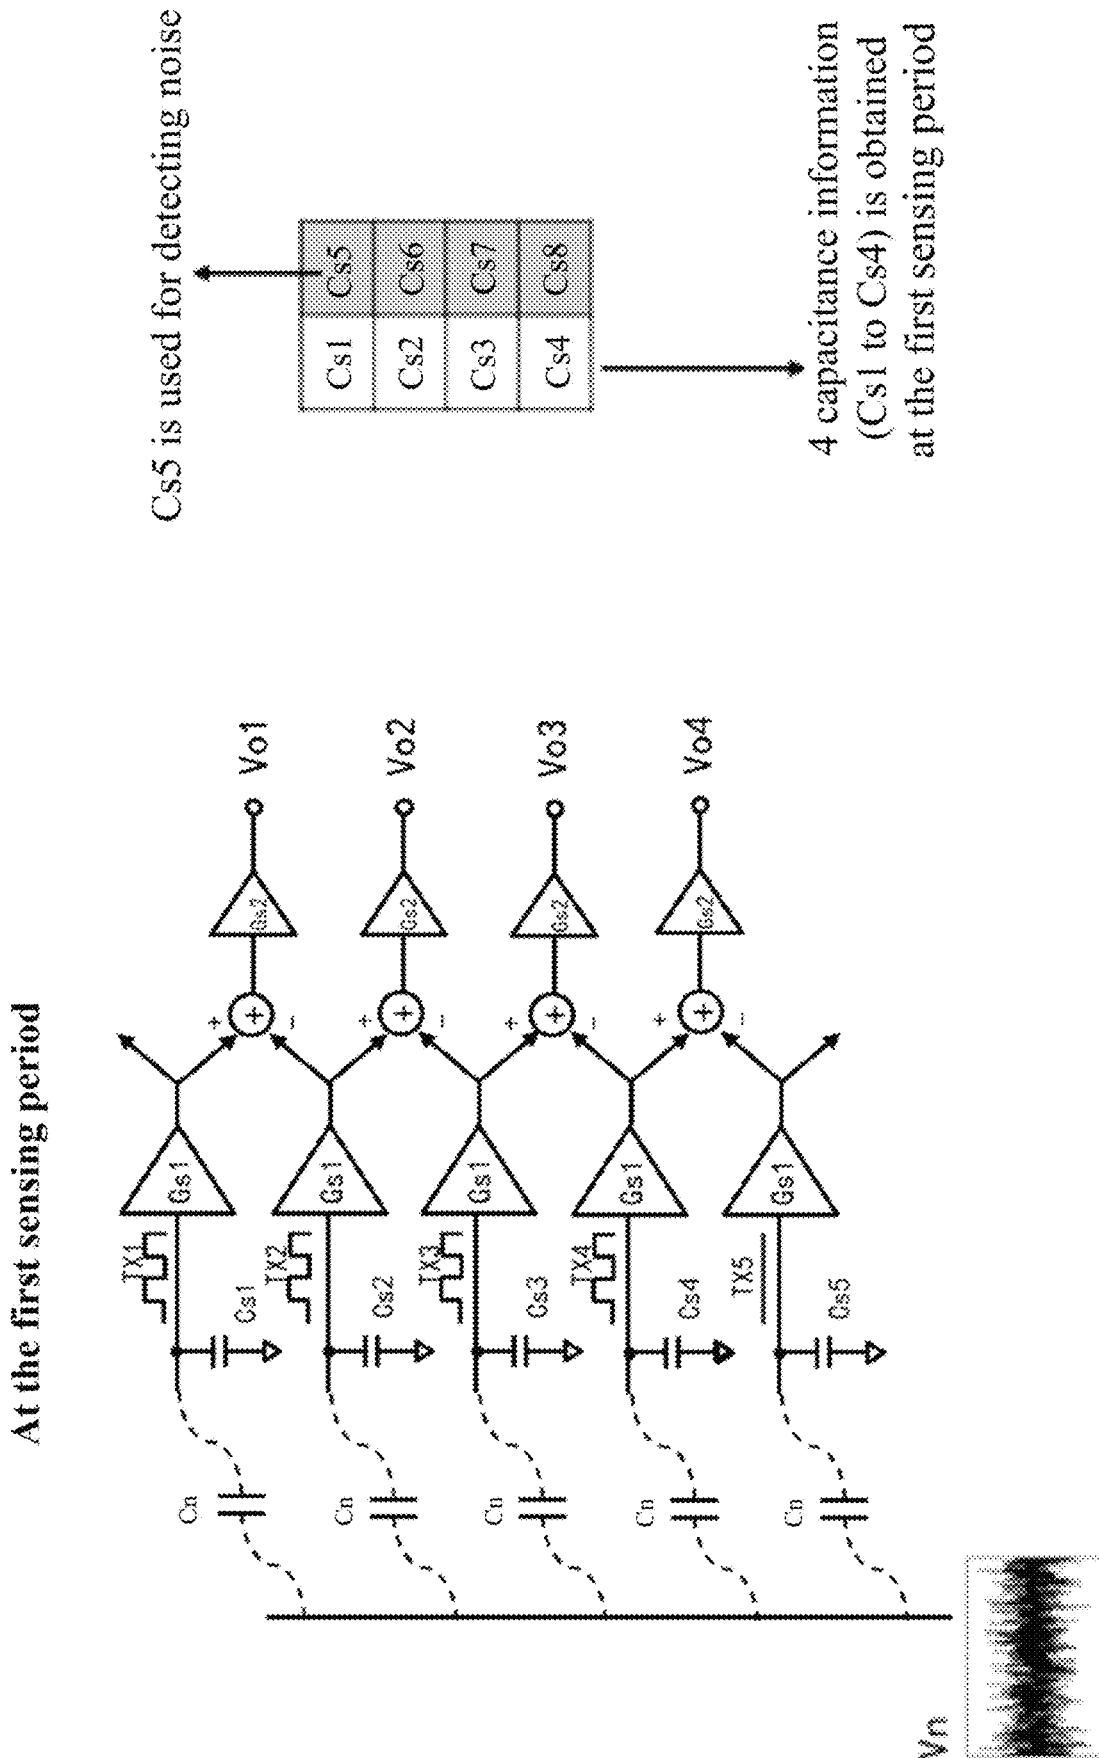 At the first sensing period
TX1
Cs1
Cn
Gs1
Gs2
Vo1
TX2
Cs2
Cn
Gs1
Gs2
Vo2
TX3
Cs3
Cn
Gs1
Gs2
Vo3
TX4
Cs4
Cn
Gs1
Gs2
Vo4
TX5
Cs5
Cn
Gs1
Vn
Cs5 is used for detecting noise
Cs1 Cs5
Cs2 Cs6
Cs3 Cs7
Cs4 Cs8
4 capacitance information
(Cs1 to Cs4) is obtained
at the first sensing period